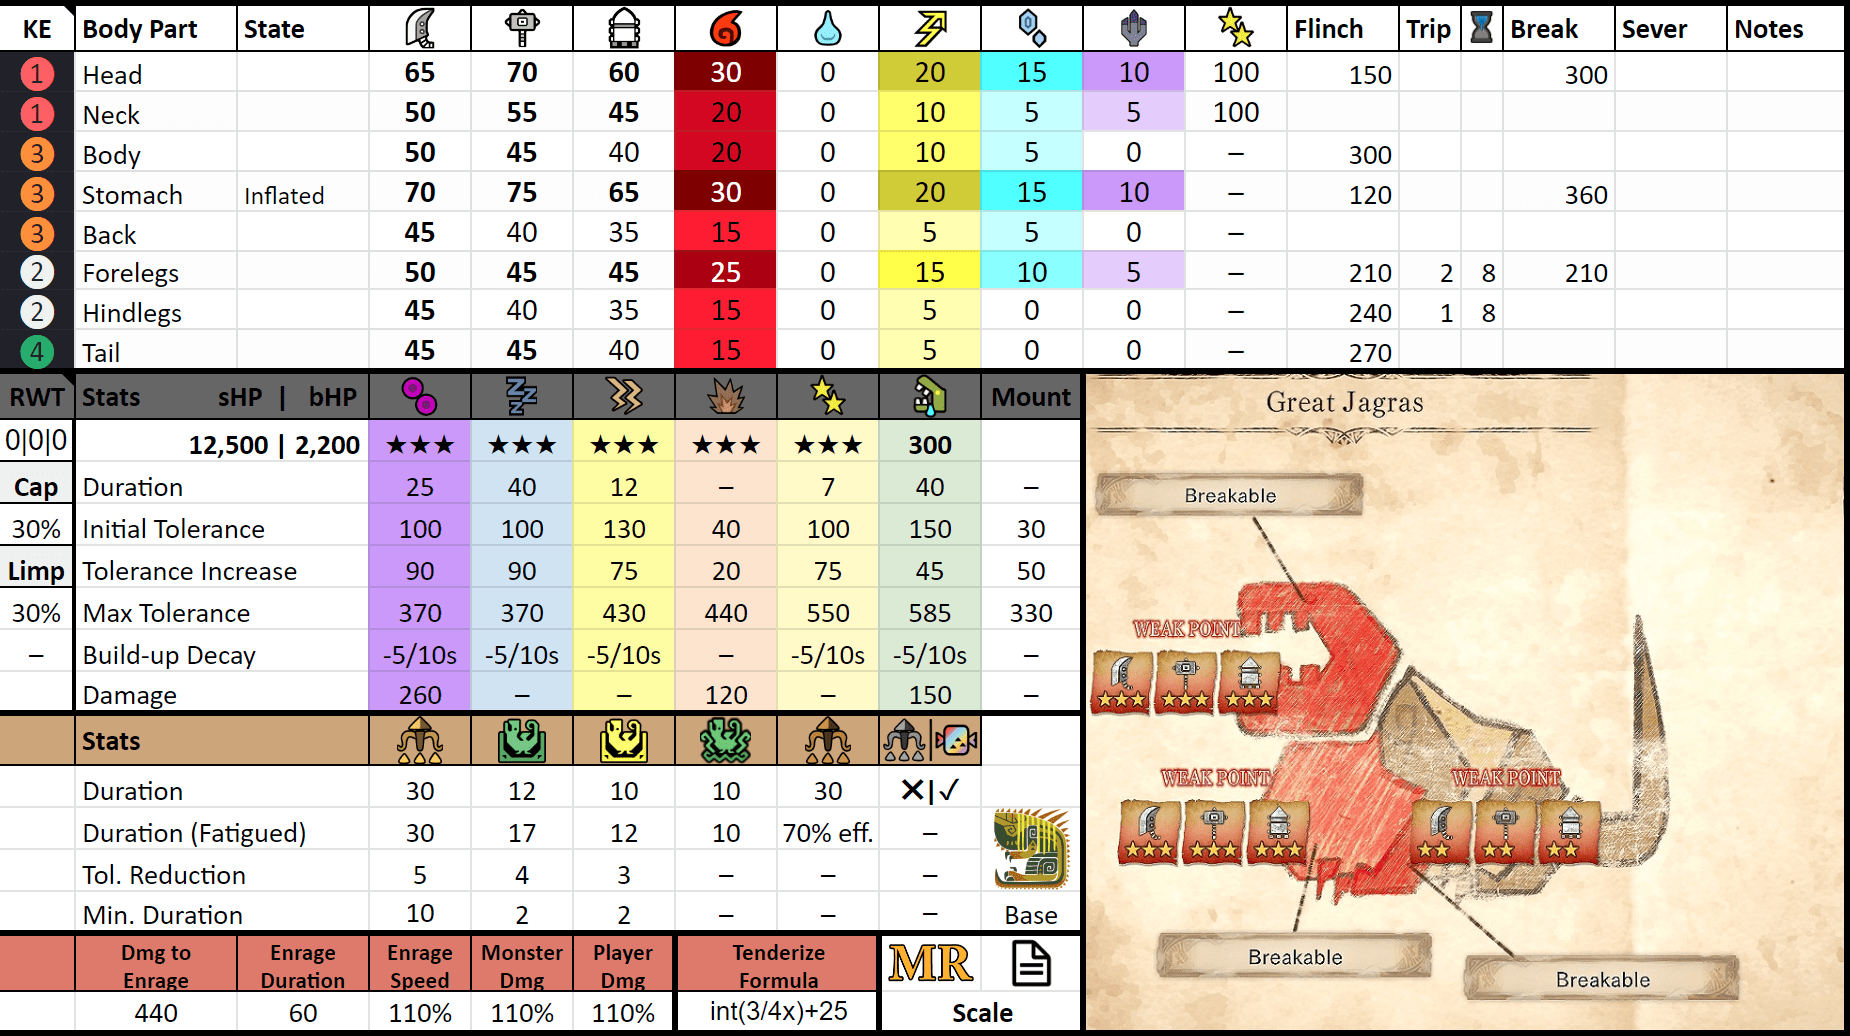 KE Body Part State Flinch Trip Break Sever Notes
1 Head 65 70 60 30 0 20 15 10 100 150 300
1 Neck 50 55 45 20 0 10 5 5 100
3 Body 50 45 40 20 0 10 5 0 – 300
3 Stomach Inflated 70 75 65 30 0 20 15 10 – 120 360
3 Back 45 40 35 15 0 5 5 0 –
2 Forelegs 50 45 45 25 0 15 10 5 – 210 2 8 210
2 Hindlegs 45 40 35 15 0 5 0 0 – 240 1 8
4 Tail 45 45 40 15 0 5 0 0 – 270
RWT Stats sHP | bHP Mount
0|0|0 12,500 | 2,200 ★★★ ★★★ ★★★ ★★★ ★★★ 300
Cap Duration 25 40 12 – 7 40 –
30% Initial Tolerance 100 100 130 40 100 150 30
Limp Tolerance Increase 90 90 75 20 75 45 50
30% Max Tolerance 370 370 430 440 550 585 330
– Build-up Decay -5/10s -5/10s -5/10s – -5/10s -5/10s –
Damage 260 – – 120 – 150 –
Stats
Duration 30 12 10 10 30 ✕|✓
Duration (Fatigued) 30 17 12 10 70% eff. –
Tol. Reduction 5 4 3 – – –
Min. Duration 10 2 2 – – – Base
Dmg to Enrage Enrage Monster Player Tenderize
Enrage Duration Speed Dmg Dmg Formula
MR
440 60 110% 110% 110% int(3/4x)+25 Scale
Great Jagras
Breakable
WEAK POINT
★★★ ★★★ ★★★
WEAK POINT WEAK POINT
★★★ ★★★ ★★★ ★★ ★★ ★★
Breakable
Breakable